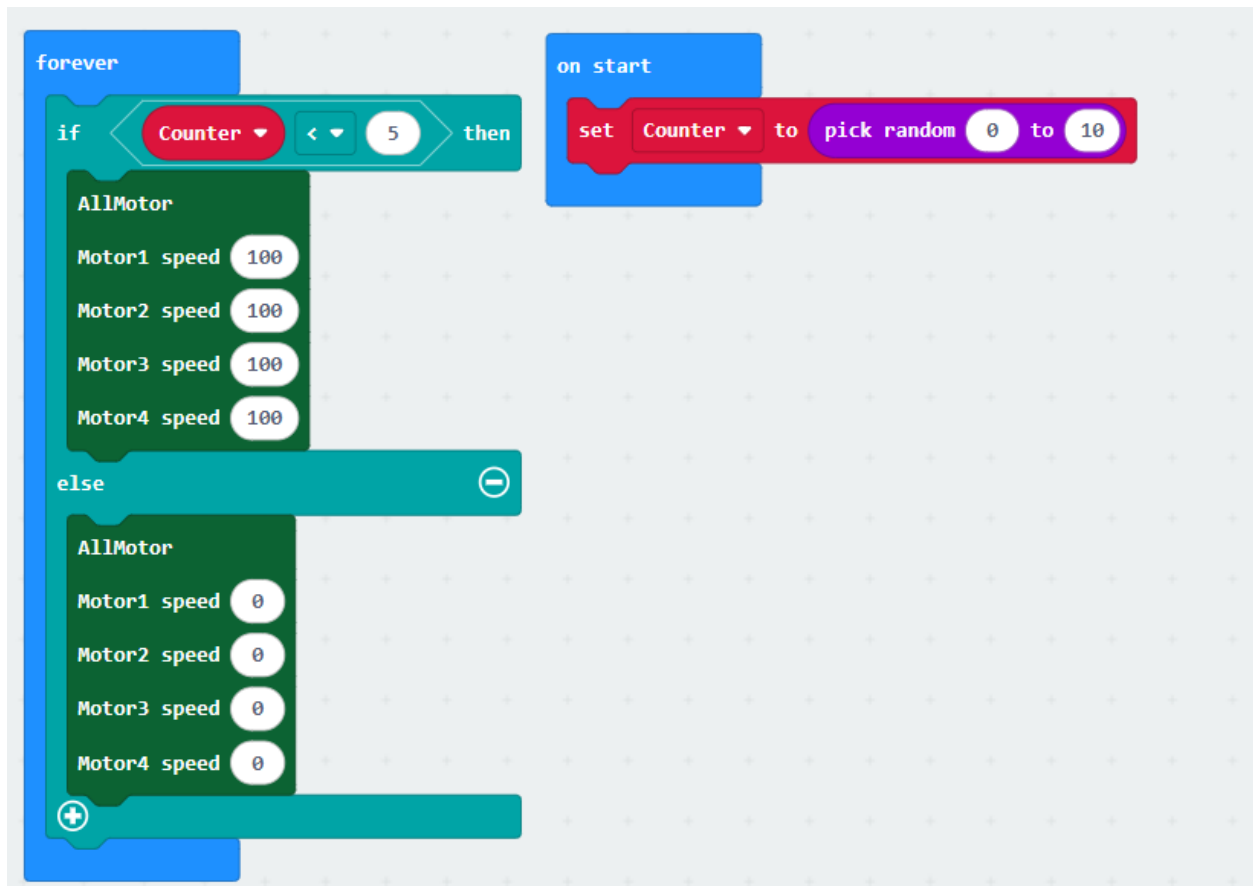 forever
if Counter < 5 then
AllMotor
Motor1 speed 100
Motor2 speed 100
Motor3 speed 100
Motor4 speed 100
else
AllMotor
Motor1 speed 0
Motor2 speed 0
Motor3 speed 0
Motor4 speed 0
on start
set Counter to pick random 0 to 10